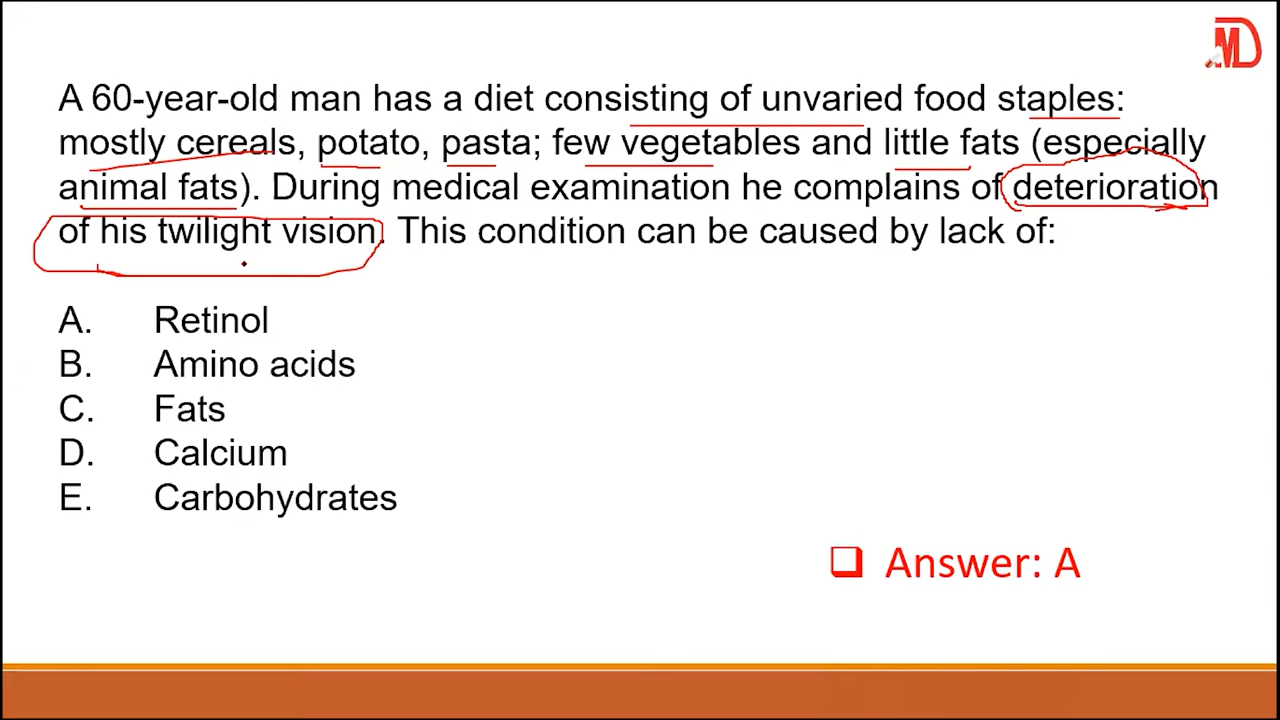 MD
A 60-year-old man has a diet consisting of unvaried food staples:
mostly cereals, potato, pasta; few vegetables and little fats (especially
animal fats). During medical examination he complains of deterioration
of his twilight vision. This condition can be caused by lack of:
A. Retinol
B. Amino acids
C. Fats
D. Calcium
E. Carbohydrates
Answer: A